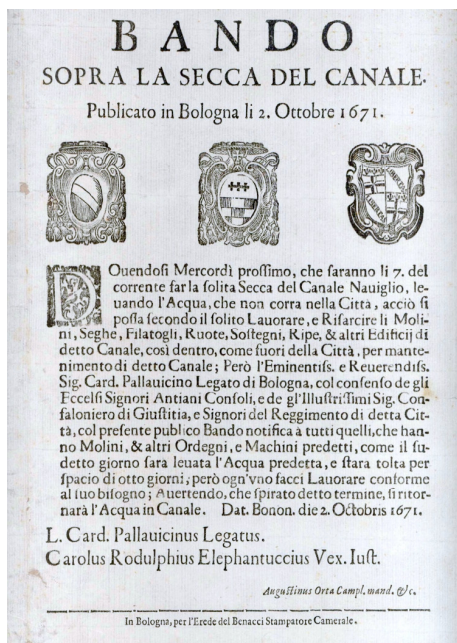 BANDO
SOPRA LA SECCA DEL CANALE.
Publicato in Bologna li 2. Ottobre 1671.
LIBERTAS
LIBERTAS
DOuendosi Mercordì prossimo, che saranno li 7. del
corrente far la solita Secca del Canale Nauiglio, le-
uando l'Acqua, che non corra nella Città, acciò si
possa secondo il solito Lauorare, e Risarcire li Moli-
ni, Seghe, Filatogli, Ruote, Sostegni, Ripe, & altri Edificij di
detto Canale, così dentro, come fuori della Città, per mante-
nimento di detto Canale; Però l'Eminentiss. e Reuerendiss.
Sig. Card. Pallauicino Legato di Bologna, col consenso de gli
Eccelsi Signori Antiani Consoli, e de gl'Illustrissimi Sig. Con-
faloniero di Giustitia, e Signori del Reggimento di detta Cit-
tà, col presente publico Bando notifica à tutti quelli, che han-
no Molini, & altri Ordegni, e Machini predetti, come il su-
detto giorno sara leuata l'Acqua predetta, e stara tolta per
spacio di otto giorni; però ogn'vno facci Lauorare conforme
al suo bisogno; Auertendo, che spirato detto termine, si ritor-
narà l'Acqua in Canale. Dat. Bonon. die 2. Octobris 1671.
L. Card. Pallauicinus Legatus.
Carolus Rodulphius Elephantuccius Vex. Iust.
Augustinus Orta Campl. mand. &c.
In Bologna, per l'Erede del Benacci Stampatore Camerale.